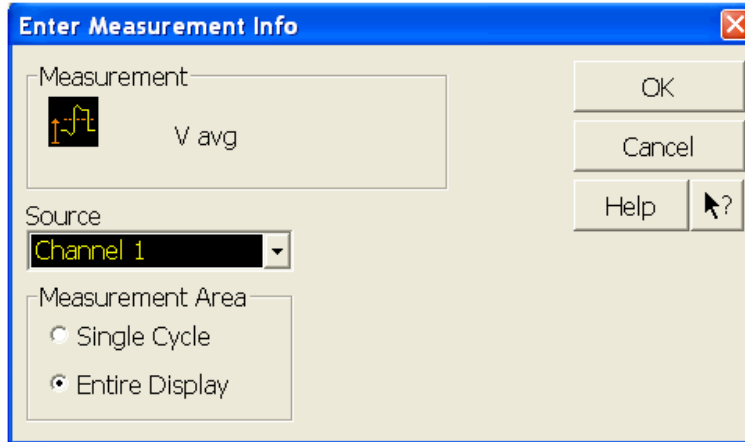 Enter Measurement Info
Measurement
V avg
OK
Cancel
Help
?
Source
Channel 1
Measurement Area
Single Cycle
Entire Display